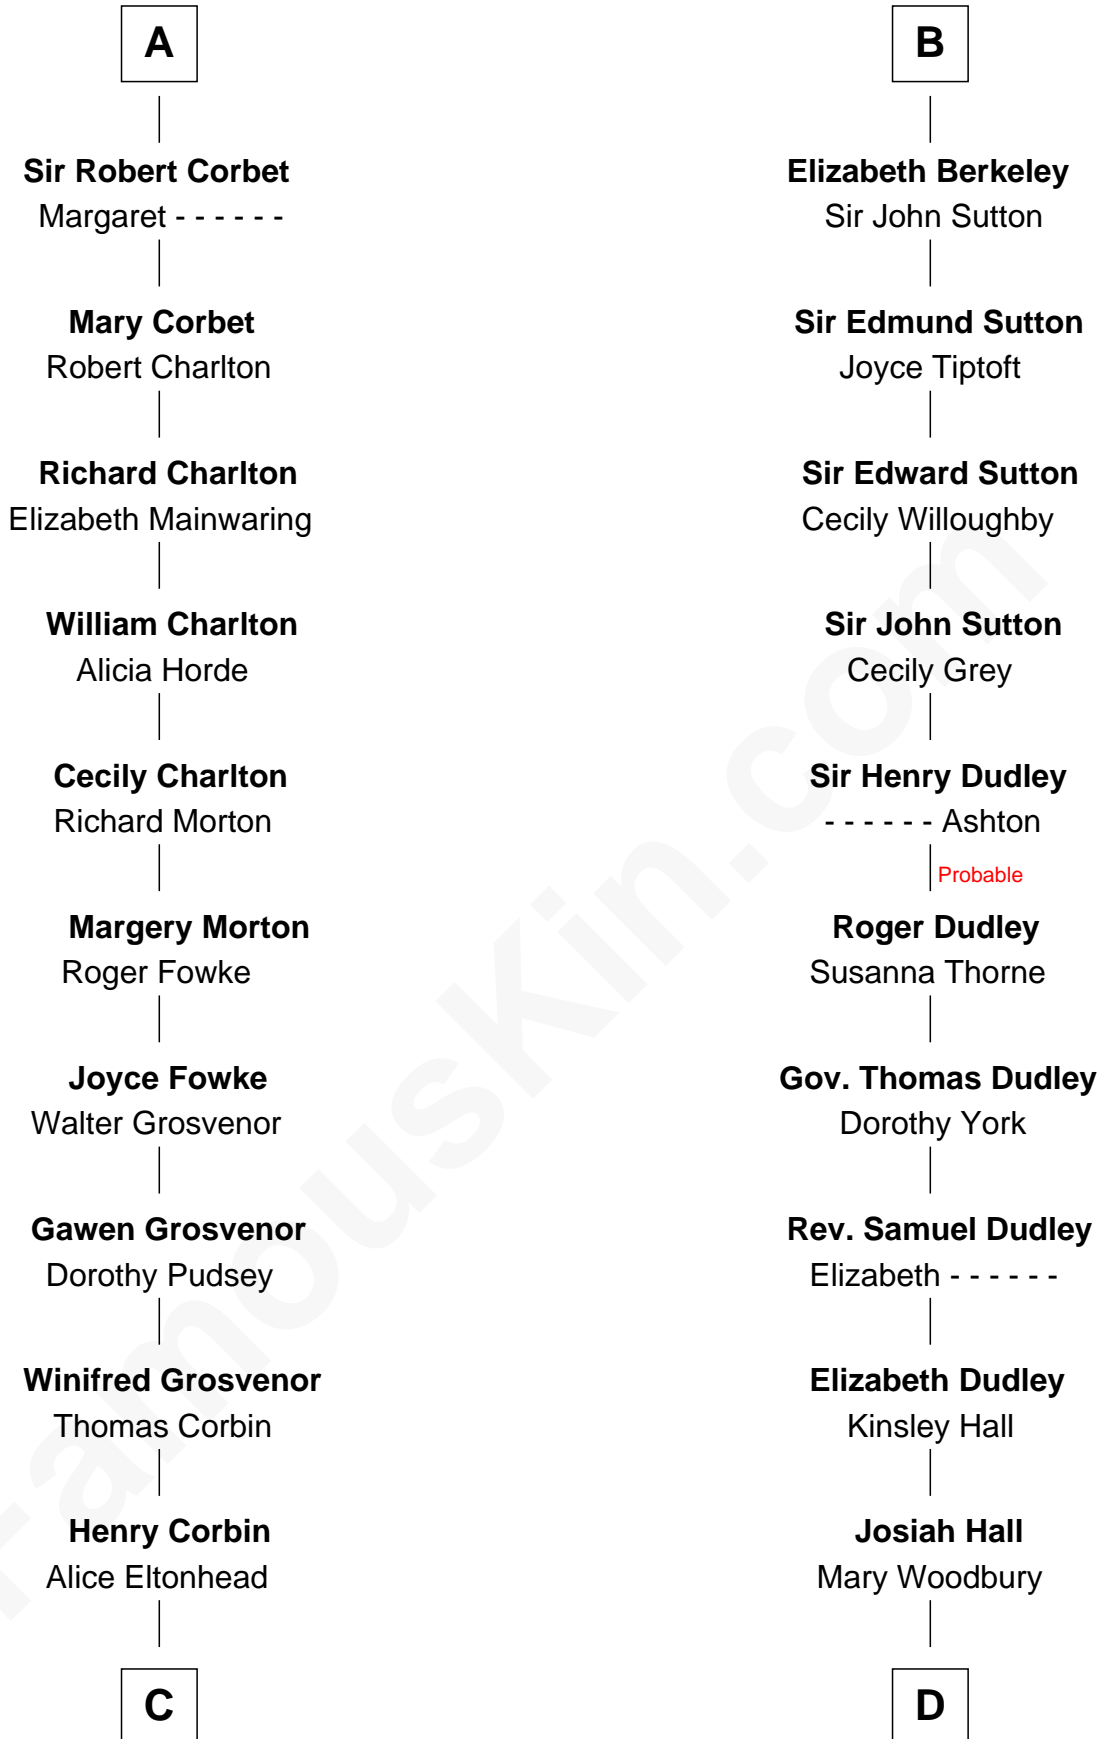 A
Sir Robert Corbet
Margaret - - - - - -
Mary Corbet
Robert Charlton
Richard Charlton
Elizabeth Mainwaring
William Charlton
Alicia Horde
Cecily Charlton
Richard Morton
Margery Morton
Roger Fowke
Joyce Fowke
Walter Grosvenor
Gawen Grosvenor
Dorothy Pudsey
Winifred Grosvenor
Thomas Corbin
Henry Corbin
Alice Eltonhead
C
B
Elizabeth Berkeley
Sir John Sutton
Sir Edmund Sutton
Joyce Tiptoft
Sir Edward Sutton
Cecily Willoughby
Sir John Sutton
Cecily Grey
Sir Henry Dudley
- - - - - - Ashton
Probable
Roger Dudley
Susanna Thorne
Gov. Thomas Dudley
Dorothy York
Rev. Samuel Dudley
Elizabeth - - - - - -
Elizabeth Dudley
Kinsley Hall
Josiah Hall
Mary Woodbury
D
FamousKin.com